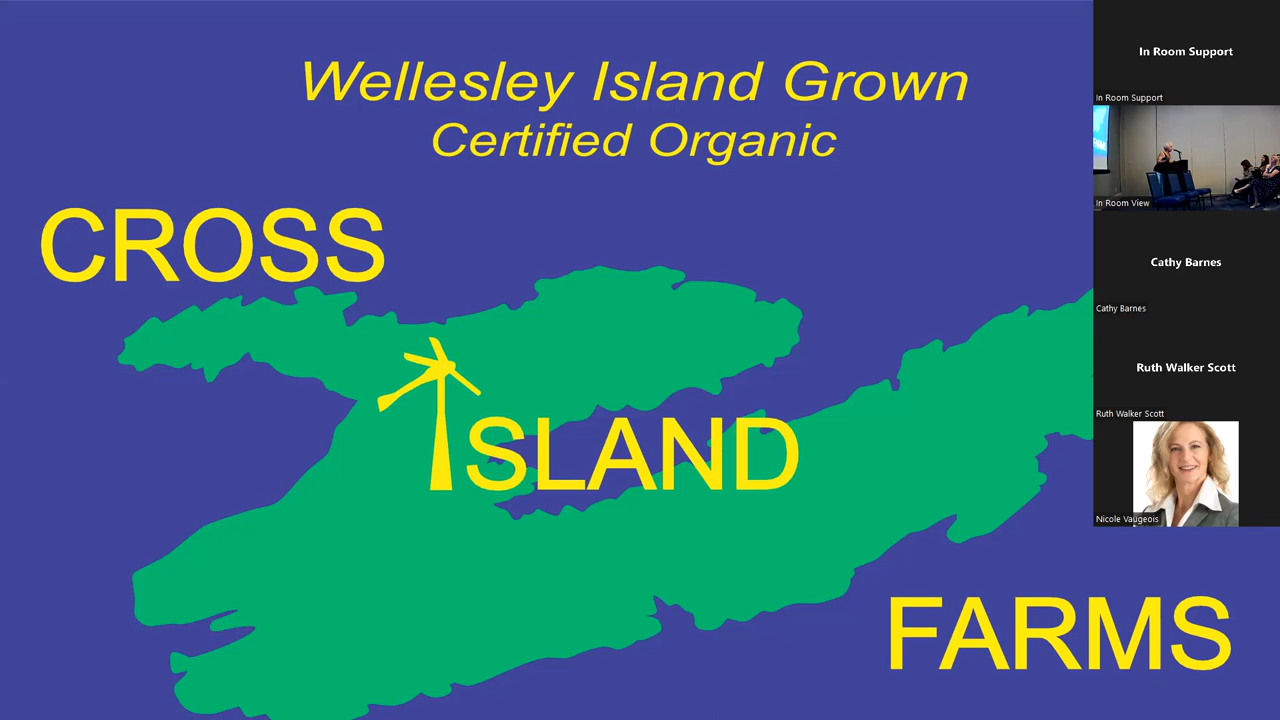 Wellesley Island Grown
Certified Organic
CROSS
ISLAND
FARMS
In Room Support
In Room Support
In Room View
Cathy Barnes
Cathy Barnes
Ruth Walker Scott
Ruth Walker Scott
Nicole Vaugeois